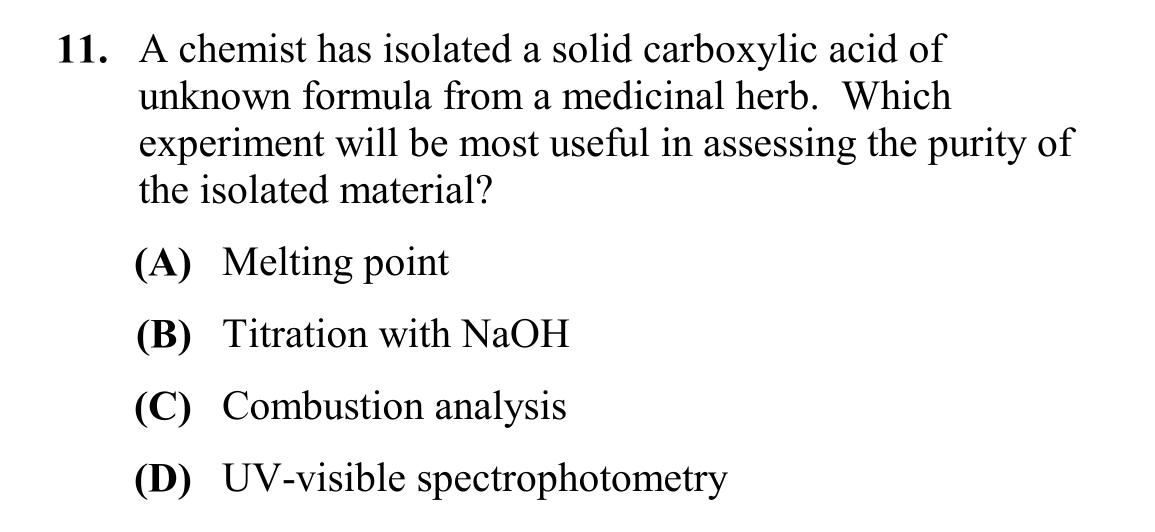 11. A chemist has isolated a solid carboxylic acid of
unknown formula from a medicinal herb.  Which
experiment will be most useful in assessing the purity of
the isolated material?
(A) Melting point
(B) Titration with NaOH
(C) Combustion analysis
(D) UV-visible spectrophotometry